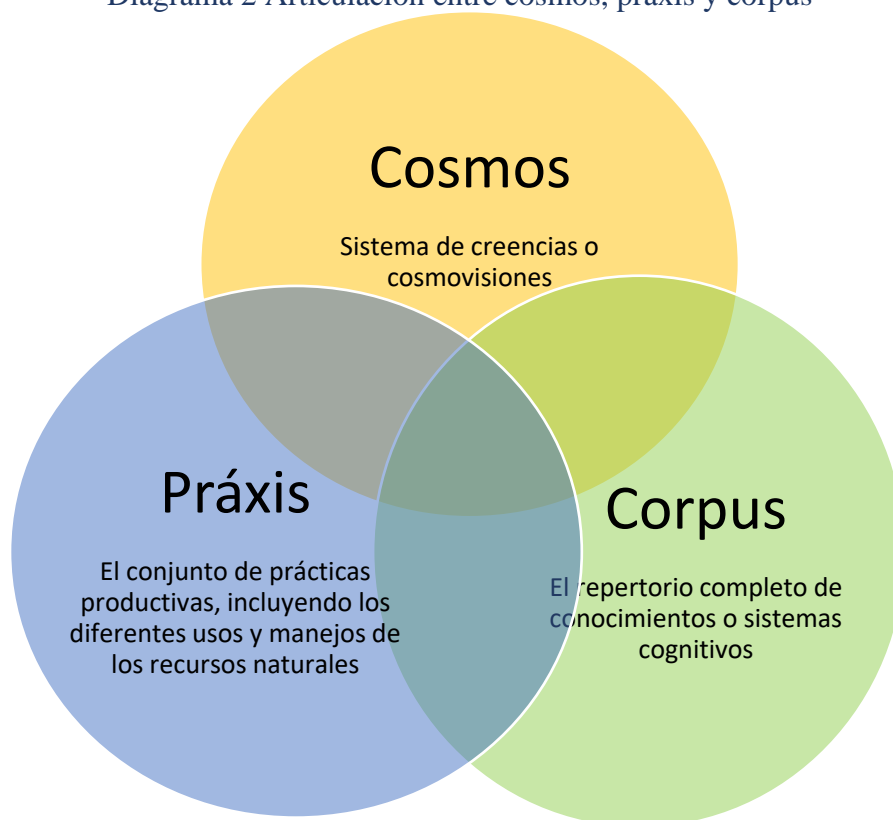 Diagrama 2 Articulación entre cosmos, praxis y corpus
Cosmos
Sistema de creencias o
cosmovisiones
Práxis
El conjunto de prácticas
productivas, incluyendo los
diferentes usos y manejos de
los recursos naturales
Corpus
El repertorio completo de
conocimientos o sistemas
cognitivos